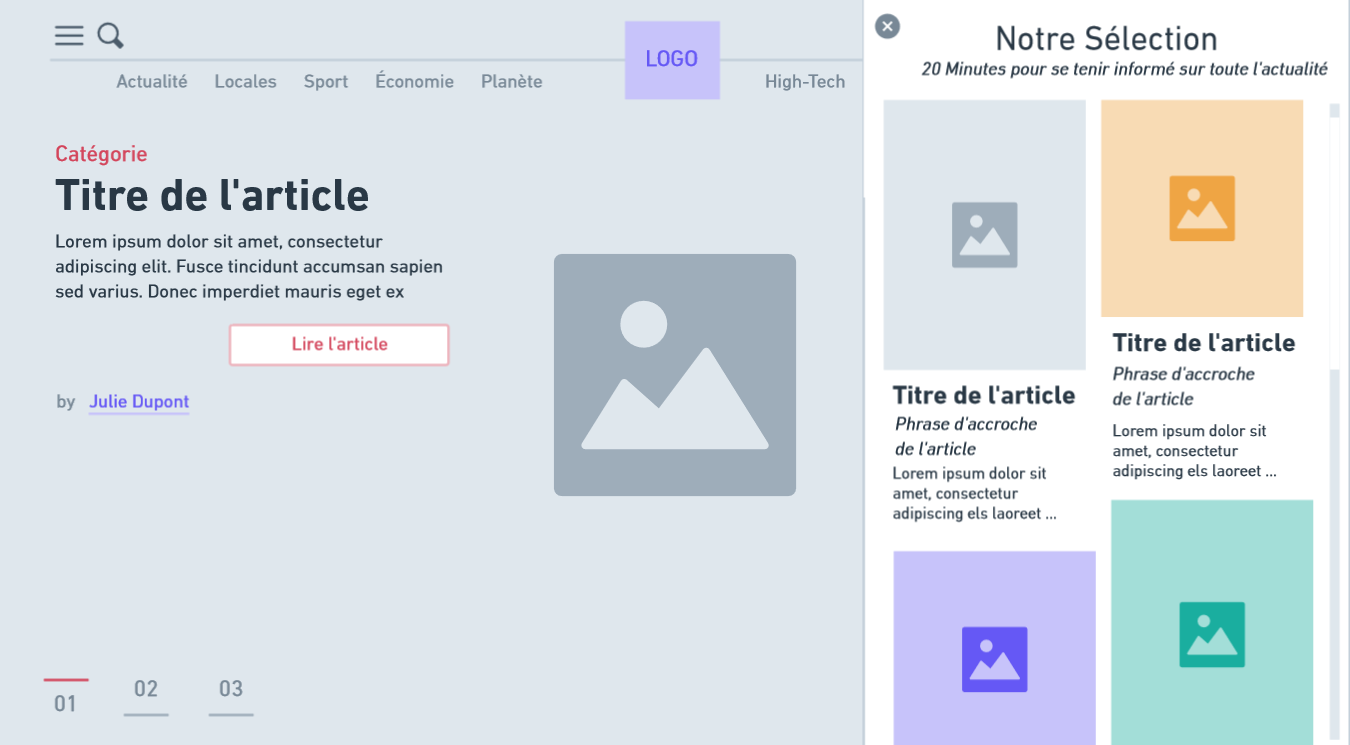 LOGO
Actualité Locales Sport Économie Planète High-Tech
Catégorie
Titre de l'article
Lorem ipsum dolor sit amet, consectetur
adipiscing elit. Fusce tincidunt accumsan sapien
sed varius. Donec imperdiet mauris eget ex
Lire l'article
by Julie Dupont
01 02 03
Notre Sélection
20 Minutes pour se tenir informé sur toute l'actualité
Titre de l'article
Phrase d'accroche
de l'article
Lorem ipsum dolor sit
amet, consectetur
adipiscing els laoreet ...
Titre de l'article
Phrase d'accroche
de l'article
Lorem ipsum dolor sit
amet, consectetur
adipiscing els laoreet ...